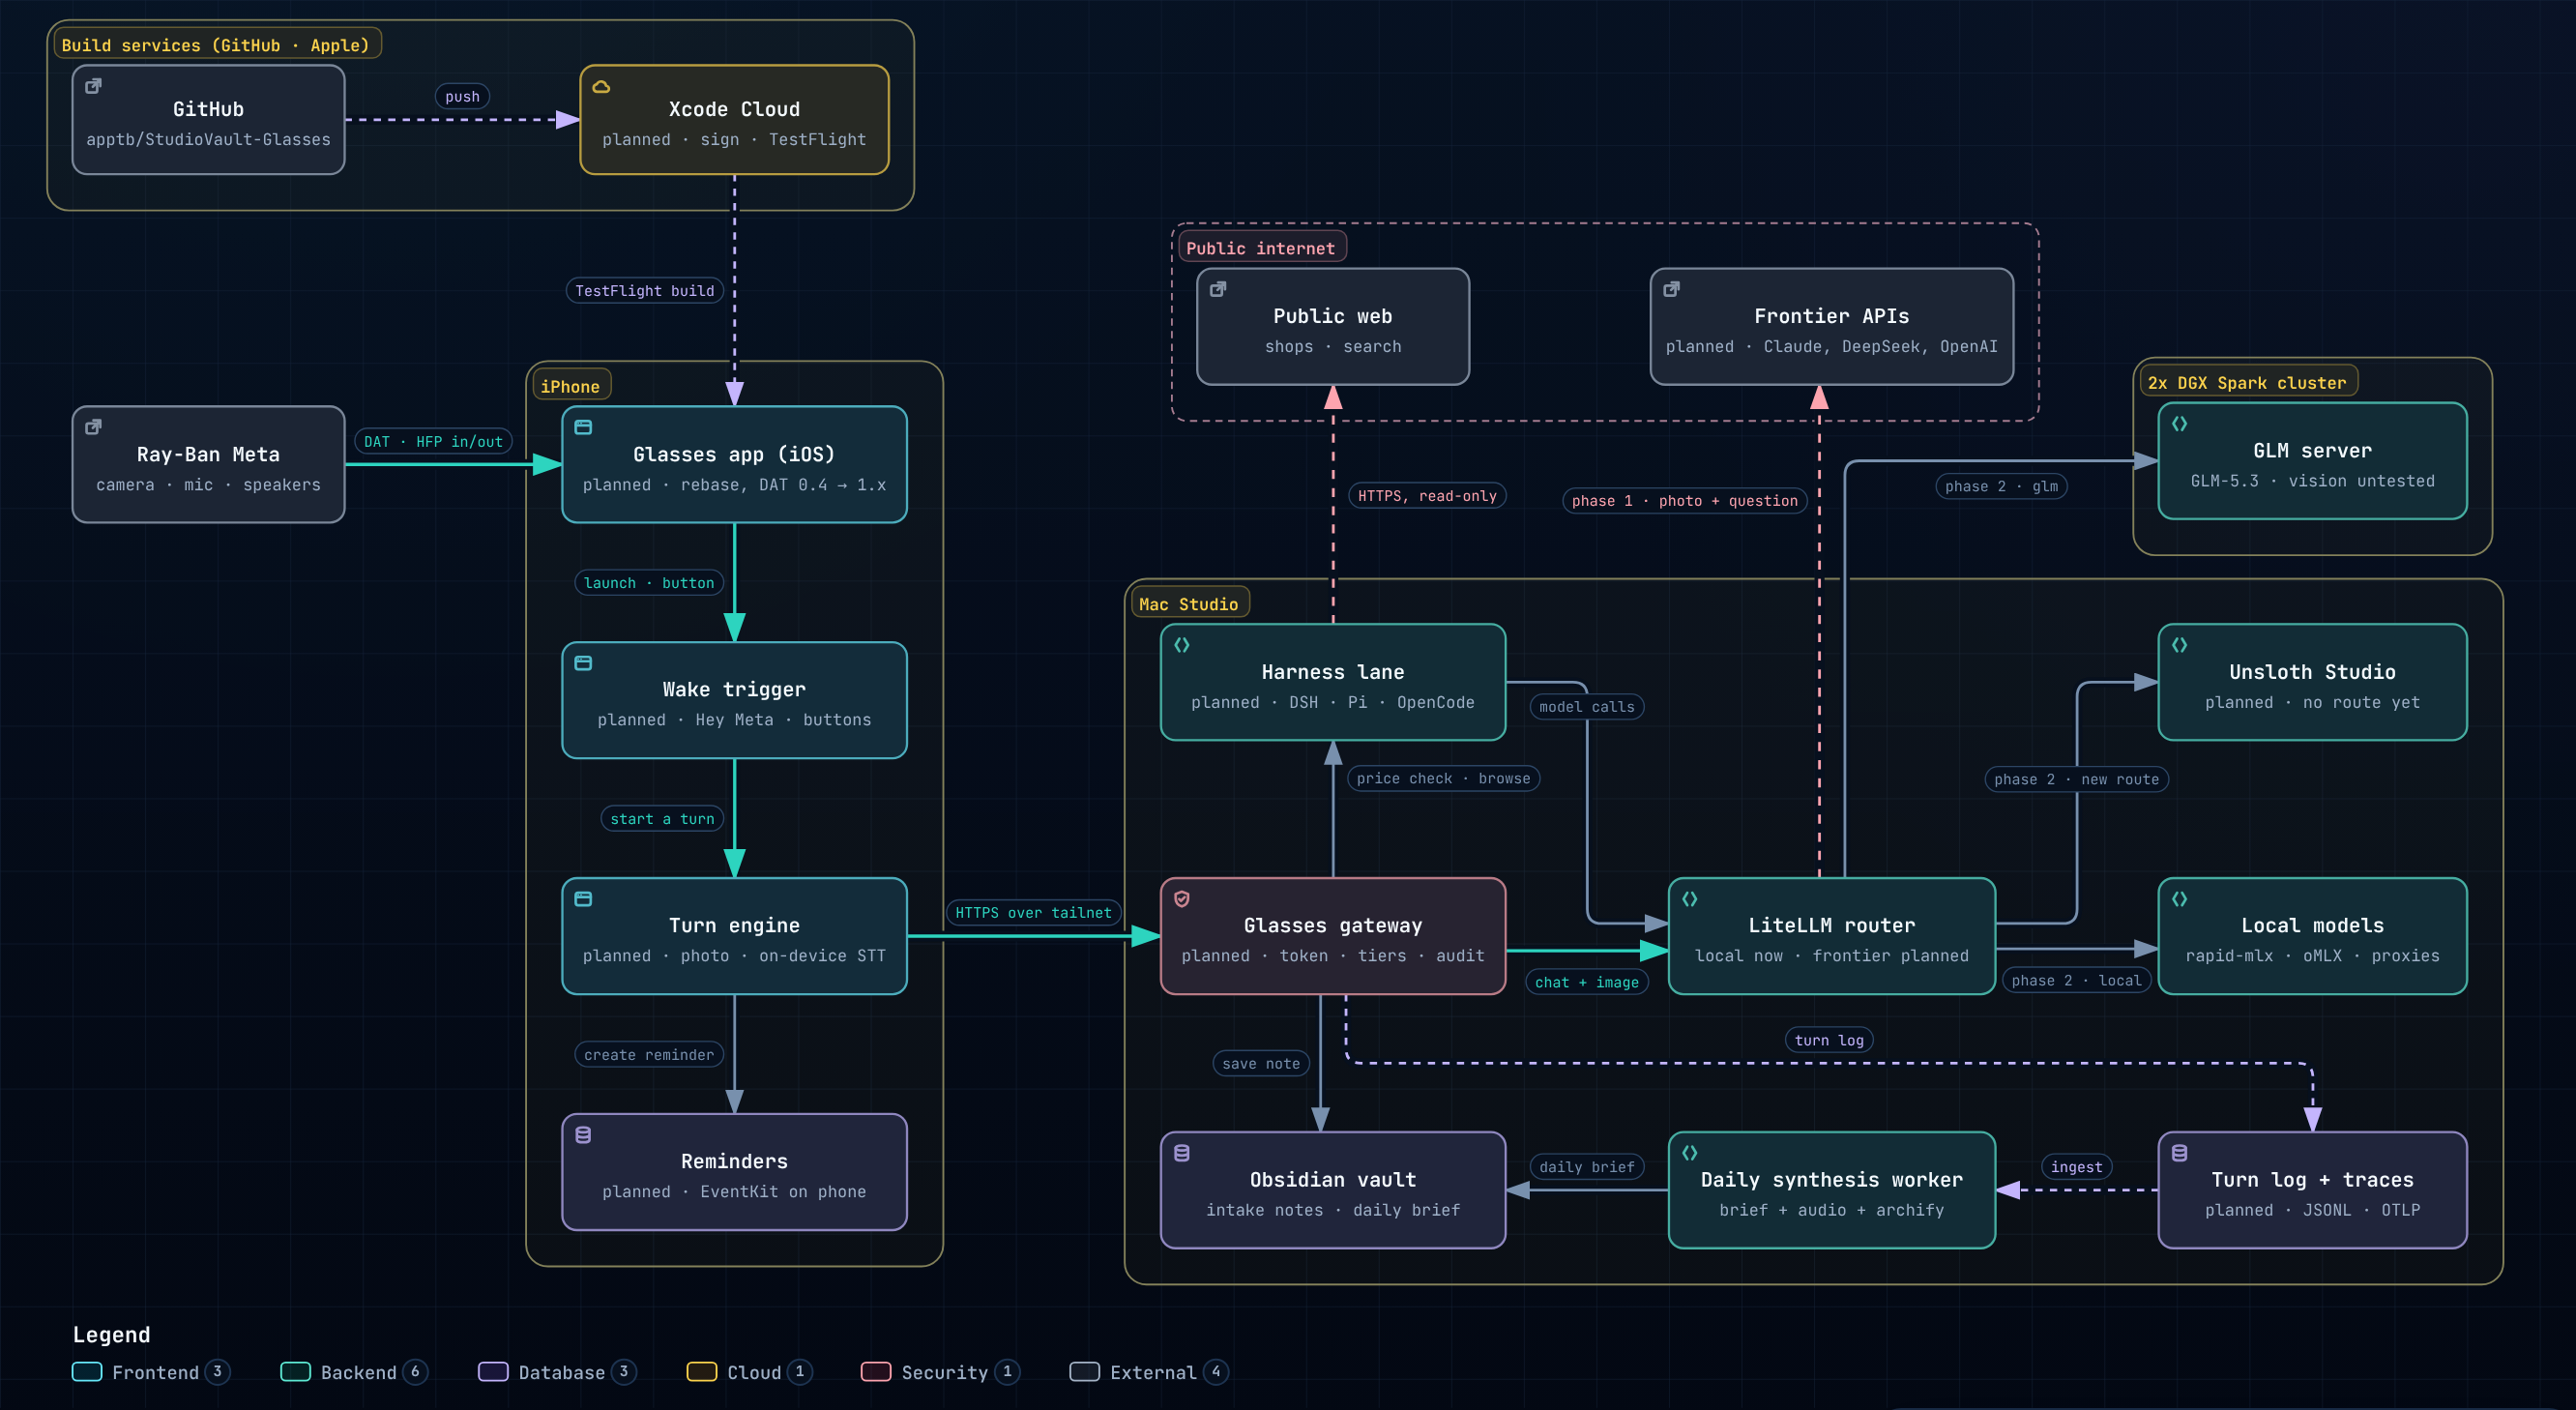 Build services (GitHub · Apple)
GitHub
apptb/StudioVault-Glasses
push
Xcode Cloud
planned · sign · TestFlight
TestFlight build
Public internet
Public web
shops · search
Frontier APIs
planned · Claude, DeepSeek, OpenAI
2x DGX Spark cluster
GLM server
GLM-5.3 · vision untested
iPhone
Ray-Ban Meta
camera · mic · speakers
DAT · HFP in/out
Glasses app (iOS)
planned · rebase, DAT 0.4 → 1.x
HTTPS, read-only
phase 1 · photo + question
phase 2 · glm
launch · button
Mac Studio
Wake trigger
planned · Hey Meta · buttons
Harness lane
planned · DSH · Pi · OpenCode
model calls
Unsloth Studio
planned · no route yet
price check · browse
phase 2 · new route
start a turn
Turn engine
planned · photo · on-device STT
HTTPS over tailnet
Glasses gateway
planned · token · tiers · audit
chat + image
LiteLLM router
local now · frontier planned
phase 2 · local
Local models
rapid-mlx · oMLX · proxies
turn log
create reminder
save note
Reminders
planned · EventKit on phone
Obsidian vault
intake notes · daily brief
daily brief
Daily synthesis worker
brief + audio + archify
ingest
Turn log + traces
planned · JSONL · OTLP
Legend
Frontend 3
Backend 6
Database 3
Cloud 1
Security 1
External 4